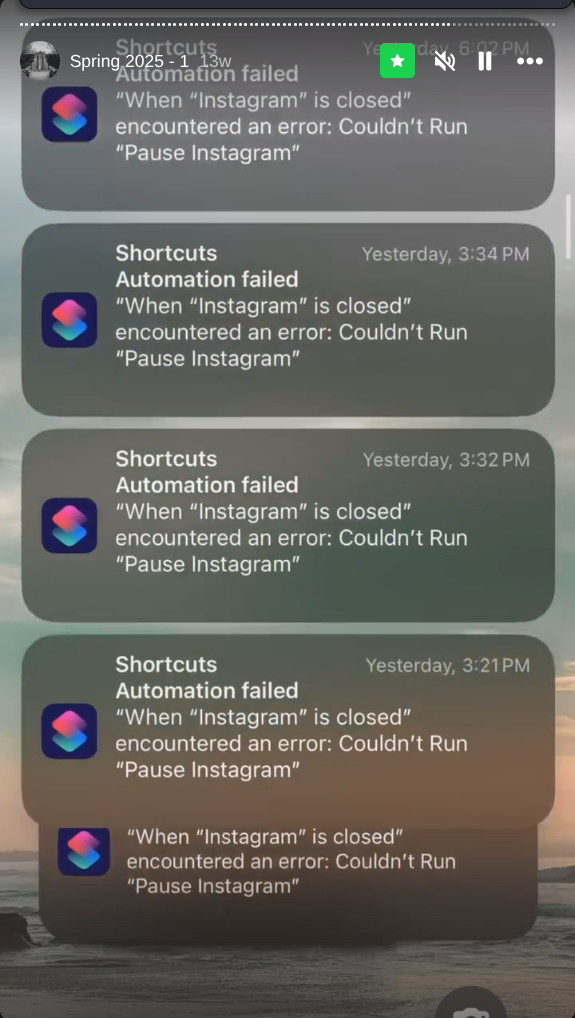 Shortcuts Yesterday, 6:02 PM
Spring 2025 - 1 13w
Automation failed
“When “Instagram” is closed”
encountered an error: Couldn’t Run
“Pause Instagram”
Shortcuts Yesterday, 3:34 PM
Automation failed
“When “Instagram” is closed”
encountered an error: Couldn’t Run
“Pause Instagram”
Shortcuts Yesterday, 3:32 PM
Automation failed
“When “Instagram” is closed”
encountered an error: Couldn’t Run
“Pause Instagram”
Shortcuts Yesterday, 3:21 PM
Automation failed
“When “Instagram” is closed”
encountered an error: Couldn’t Run
“Pause Instagram”
“When “Instagram” is closed”
encountered an error: Couldn’t Run
“Pause Instagram”